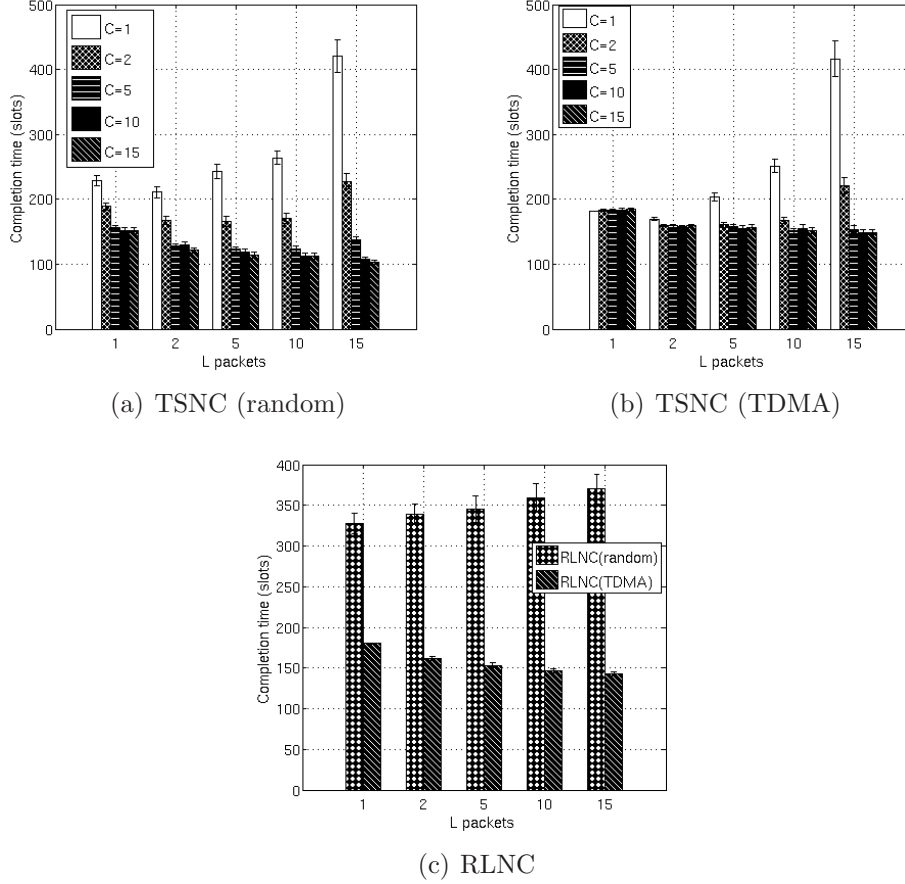 500
400
300
200
100
0
Completion time (slots)
C=1
C=2
C=5
C=10
C=15
1 2 5 10 15
L packets
(a) TSNC (random)
500
400
300
200
100
0
Completion time (slots)
C=1
C=2
C=5
C=10
C=15
1 2 5 10 15
L packets
(b) TSNC (TDMA)
400
350
300
250
200
150
100
50
0
Completion time (slots)
RLNC(random)
RLNC(TDMA)
1 2 5 10 15
L packets
(c) RLNC